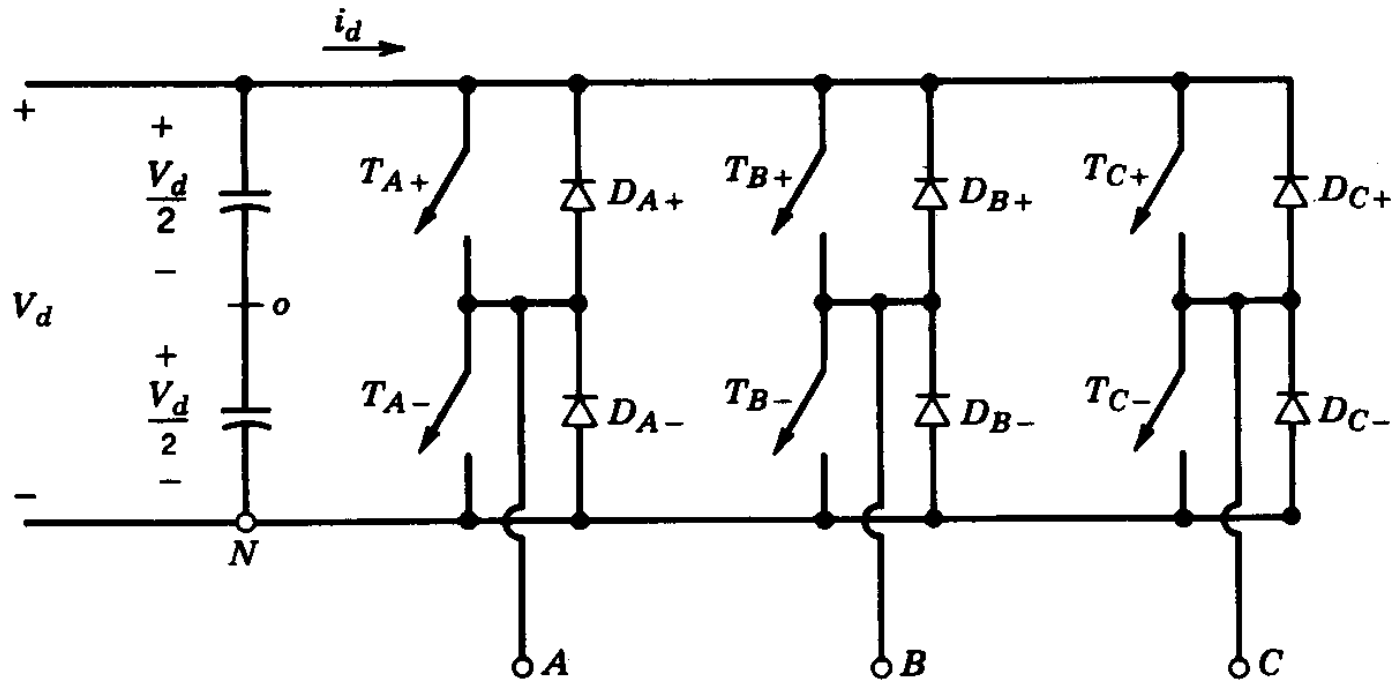 i_d
+
+
V_d
2
−
V_d
o
+
V_d
2
−
−
N
T_A+
D_A+
T_B+
D_B+
T_C+
D_C+
T_A−
D_A−
T_B−
D_B−
T_C−
D_C−
A
B
C